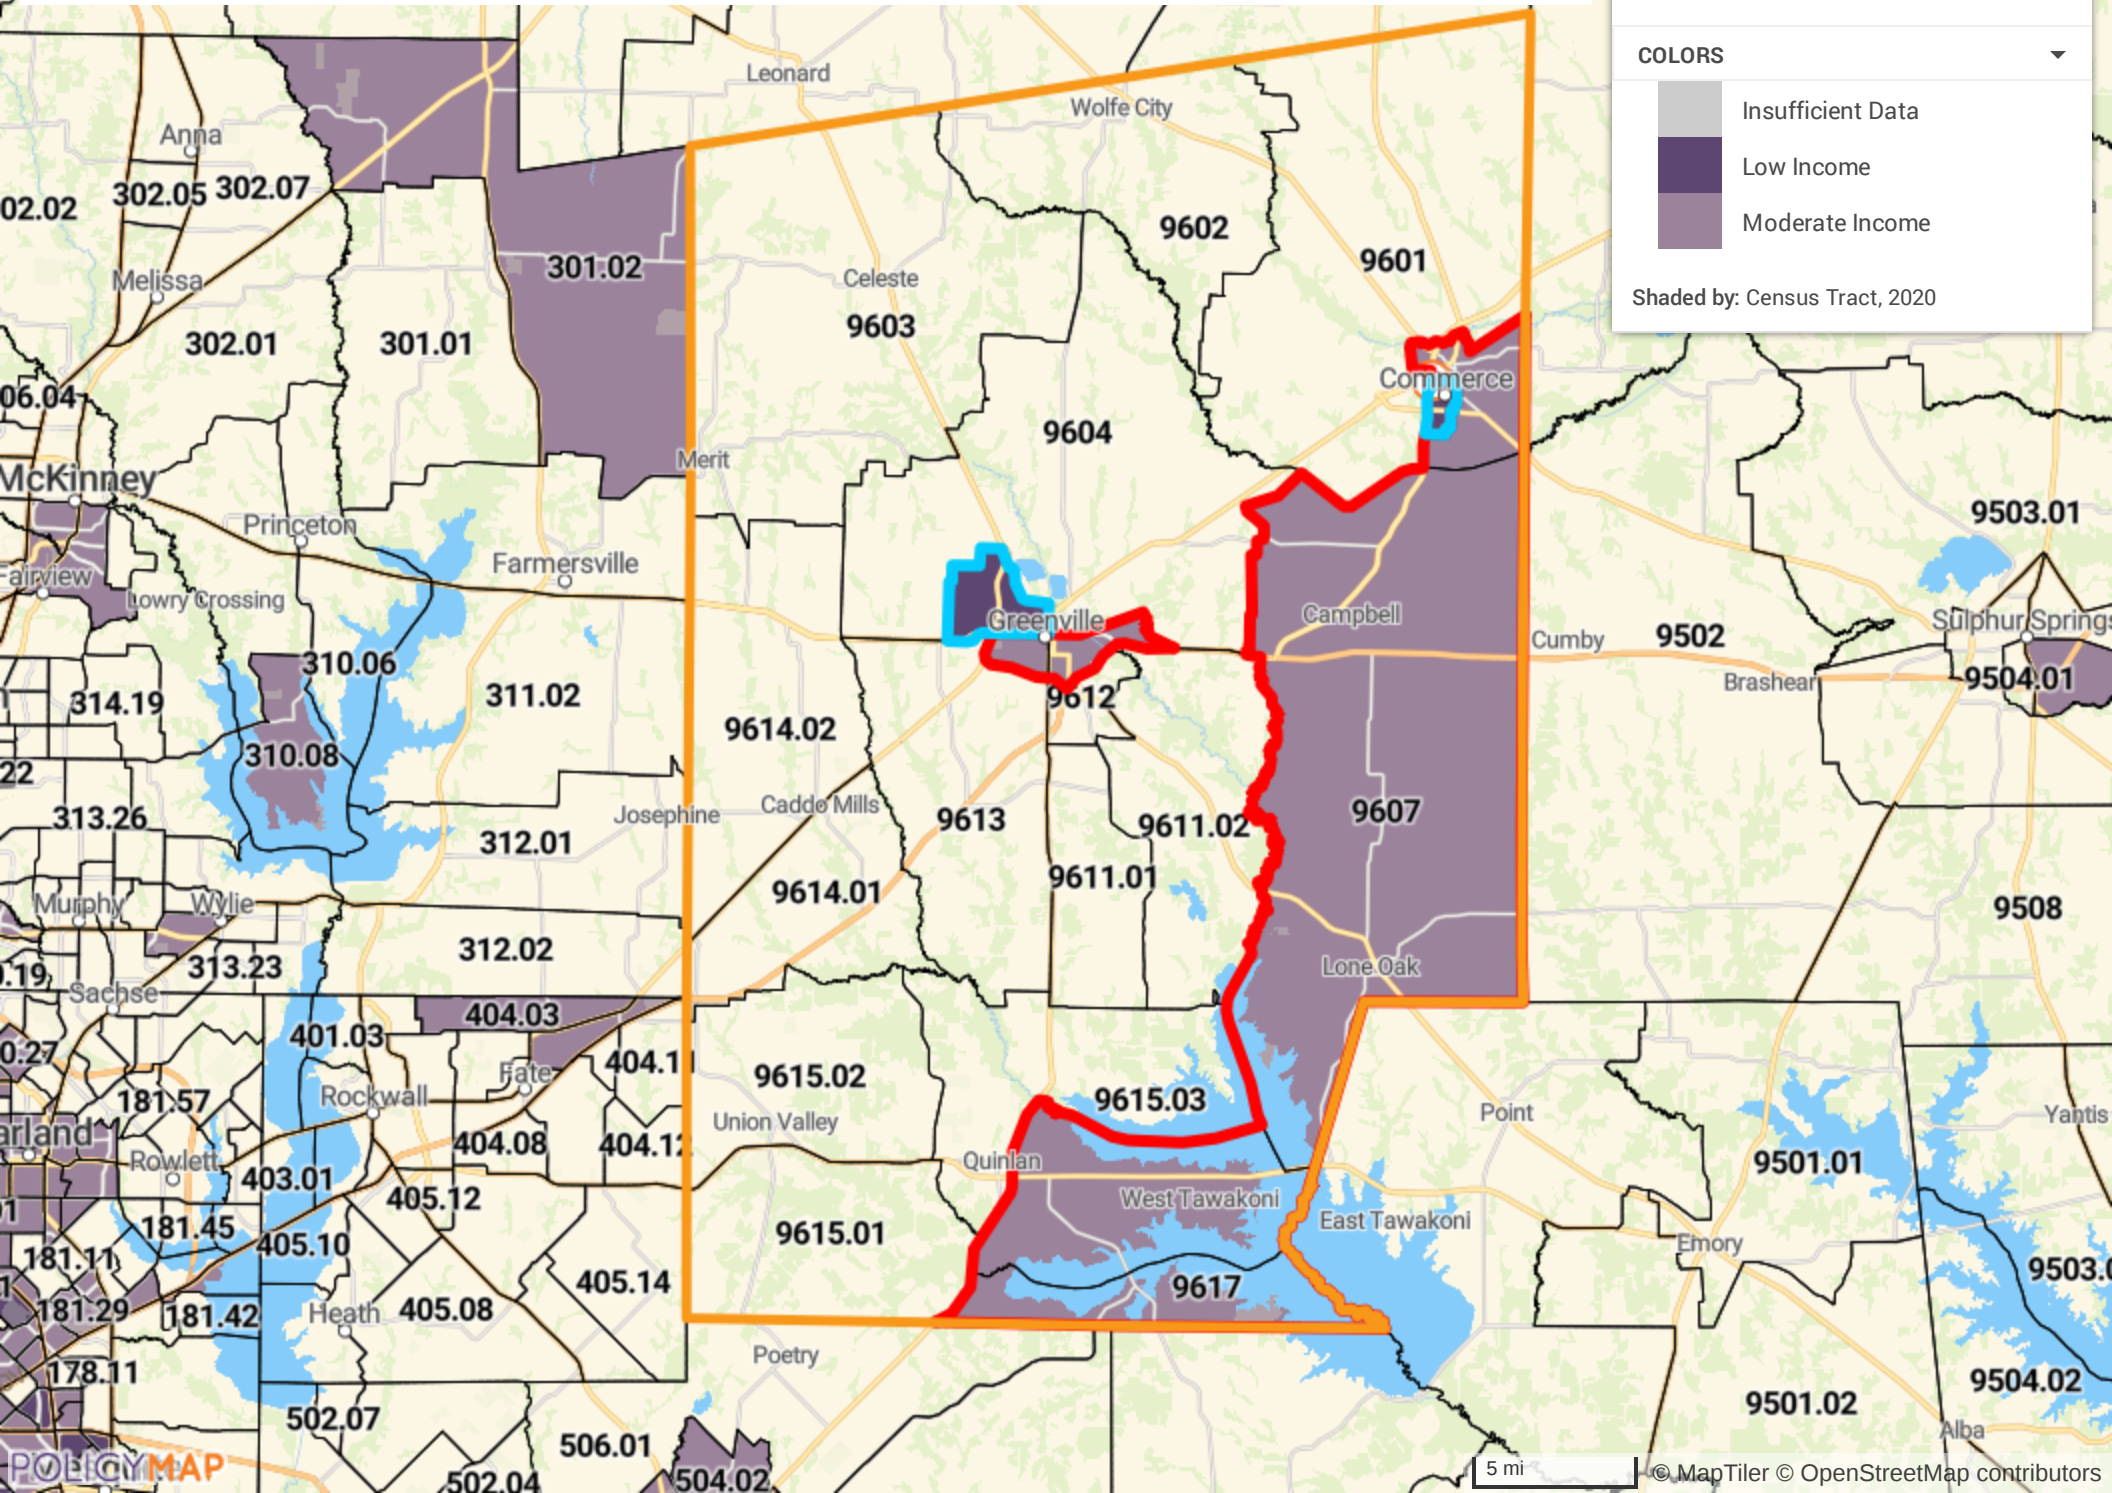 COLORS
Insufficient Data
Low Income
Moderate Income
Shaded by: Census Tract, 2020
Leonard
Wolfe City
Anna
302.05
302.07
02.02
9602
9601
301.02
Melissa
Celeste
9603
302.01
301.01
Commerce
06.04
9604
Merit
McKinney
9503.01
Princeton
Farmersville
Fairview
Lowry Crossing
Greenville
Campbell
Cumby
9502
Sulphur Springs
310.06
Brashear
9504.01
314.19
311.02
9612
9614.02
310.08
22
Caddo Mills
Josephine
313.26
9613
9611.02
9607
312.01
9611.01
9614.01
Murphy
Wylie
9508
312.02
313.23
.19
Lone Oak
Sachse
404.03
401.03
0.27
404.11
Fate
9615.02
Rockwall
181.57
9615.03
Point
Yantis
Union Valley
arland
404.08
404.12
Rowlett
Quinlan
9501.01
403.01
405.12
West Tawakoni
East Tawakoni
181.45
9615.01
405.10
Emory
181.11
9503.0
405.14
9617
181.29
181.42
Heath
405.08
Poetry
178.11
9504.02
9501.02
502.07
Alba
506.01
POLICYMAP
502.04
504.02
5 mi
© MapTiler © OpenStreetMap contributors